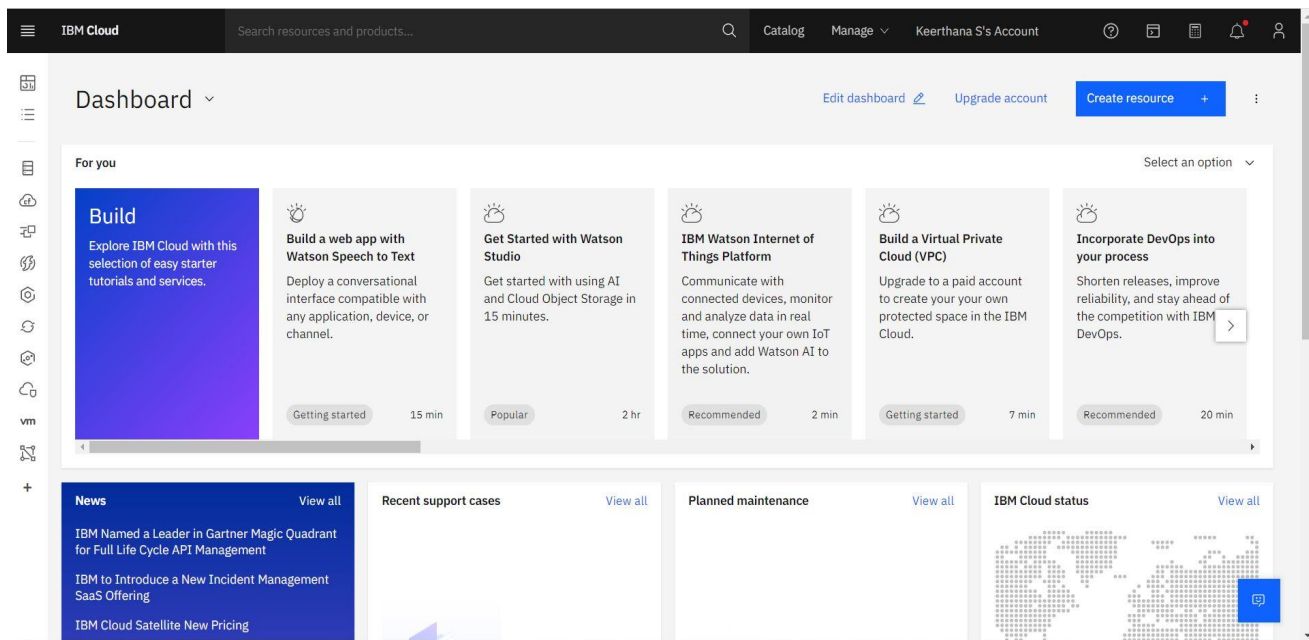 IBM Cloud
Search resources and products...
Catalog
Manage
Keerthana S's Account
Dashboard
Edit dashboard
Upgrade account
Create resource +
For you
Select an option
Build
Explore IBM Cloud with this
selection of easy starter
tutorials and services.
Build a web app with
Watson Speech to Text
Deploy a conversational
interface compatible with
any application, device, or
channel.
Getting started
15 min
Get Started with Watson
Studio
Get started with using AI
and Cloud Object Storage in
15 minutes.
Popular
2 hr
IBM Watson Internet of
Things Platform
Communicate with
connected devices, monitor
and analyze data in real
time, connect your own IoT
apps and add Watson AI to
the solution.
Recommended
2 min
Build a Virtual Private
Cloud (VPC)
Upgrade to a paid account
to create your your own
protected space in the IBM
Cloud.
Getting started
7 min
Incorporate DevOps into
your process
Shorten releases, improve
reliability, and stay ahead of
the competition with IBM
DevOps.
Recommended
20 min
cf
vm
+
News
View all
IBM Named a Leader in Gartner Magic Quadrant
for Full Life Cycle API Management
IBM to Introduce a New Incident Management
SaaS Offering
IBM Cloud Satellite New Pricing
Recent support cases
View all
Planned maintenance
View all
IBM Cloud status
View all